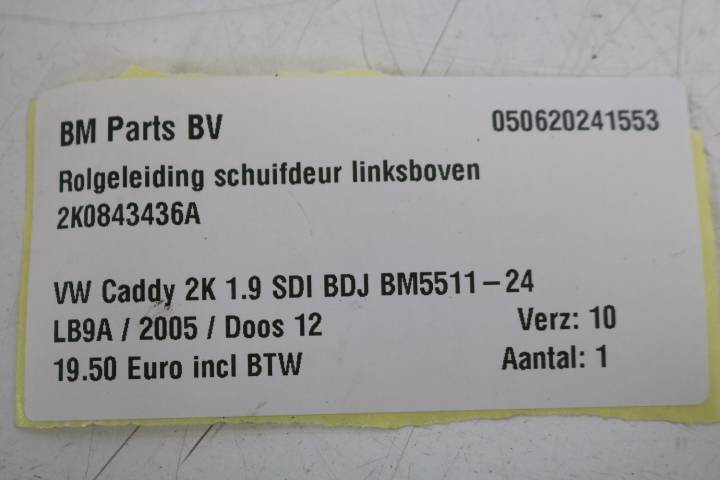 BM Parts BV 050620241553
Rolgeleiding schuifdeur linksboven
2K0843436A
VW Caddy 2K 1.9 SDI BDJ BM5511-24
LB9A / 2005 / Doos 12 Verz: 10
19.50 Euro incl BTW Aantal: 1